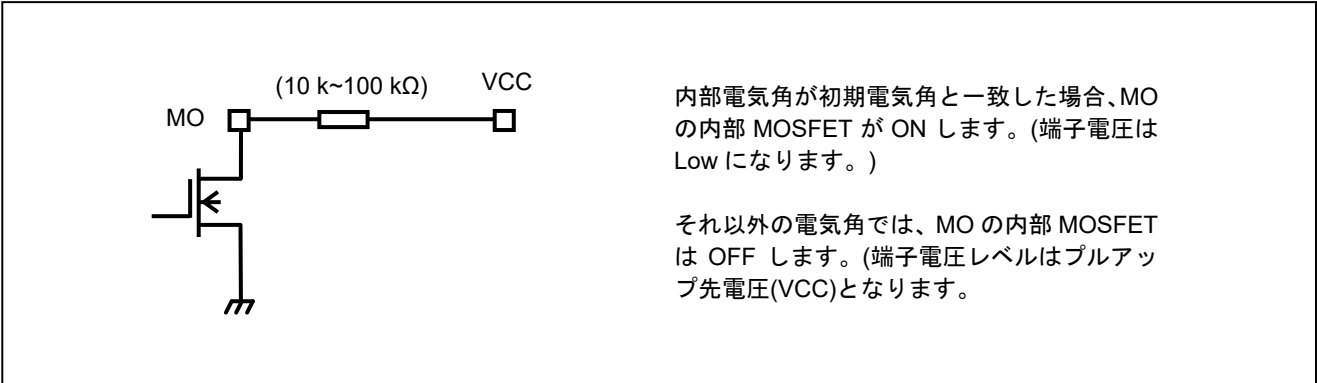 (10 k~100 kΩ)
VCC
MO
内部電気角が初期電気角と一致した場合、MO
の内部 MOSFET が ON します。(端子電圧は
Low になります。)
それ以外の電気角では、MO の内部 MOSFET
は OFF します。(端子電圧レベルはプルアッ
プ先電圧(VCC)となります。